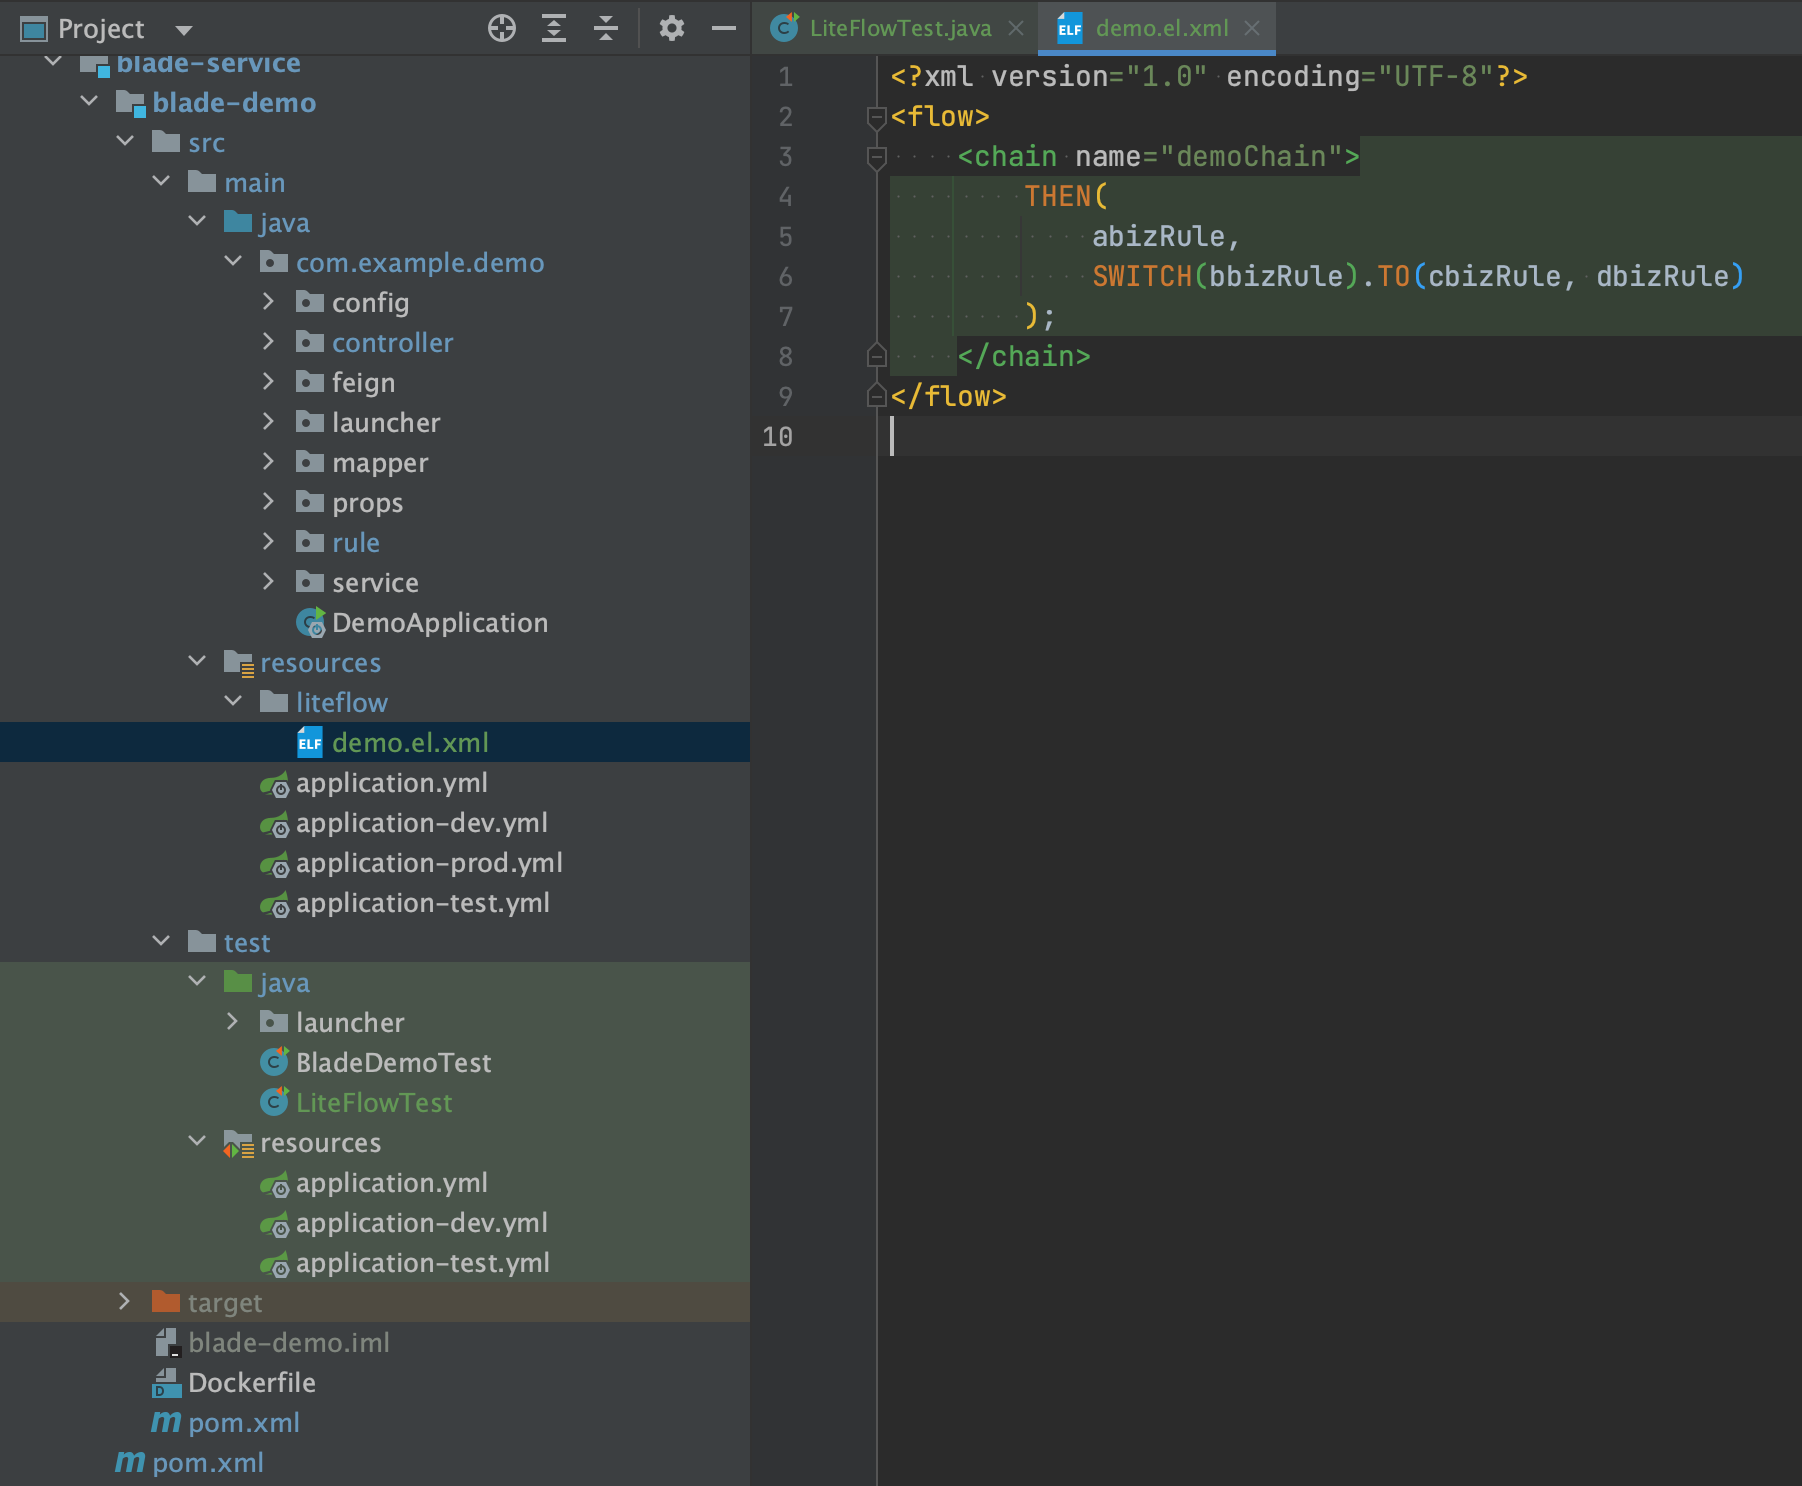 Project
blade-service
blade-demo
src
main
java
com.example.demo
config
controller
feign
launcher
mapper
props
rule
service
DemoApplication
resources
liteflow
demo.el.xml
application.yml
application-dev.yml
application-prod.yml
application-test.yml
test
java
launcher
BladeDemoTest
LiteFlowTest
resources
application.yml
application-dev.yml
application-test.yml
target
blade-demo.iml
Dockerfile
pom.xml
pom.xml
LiteFlowTest.java
ELF demo.el.xml
1 <?xml version="1.0" encoding="UTF-8"?>
2 <flow>
3 <chain name="demoChain">
4 THEN(
5 abizRule,
6 SWITCH(bbizRule).TO(cbizRule, dbizRule)
7 );
8 </chain>
9 </flow>
10